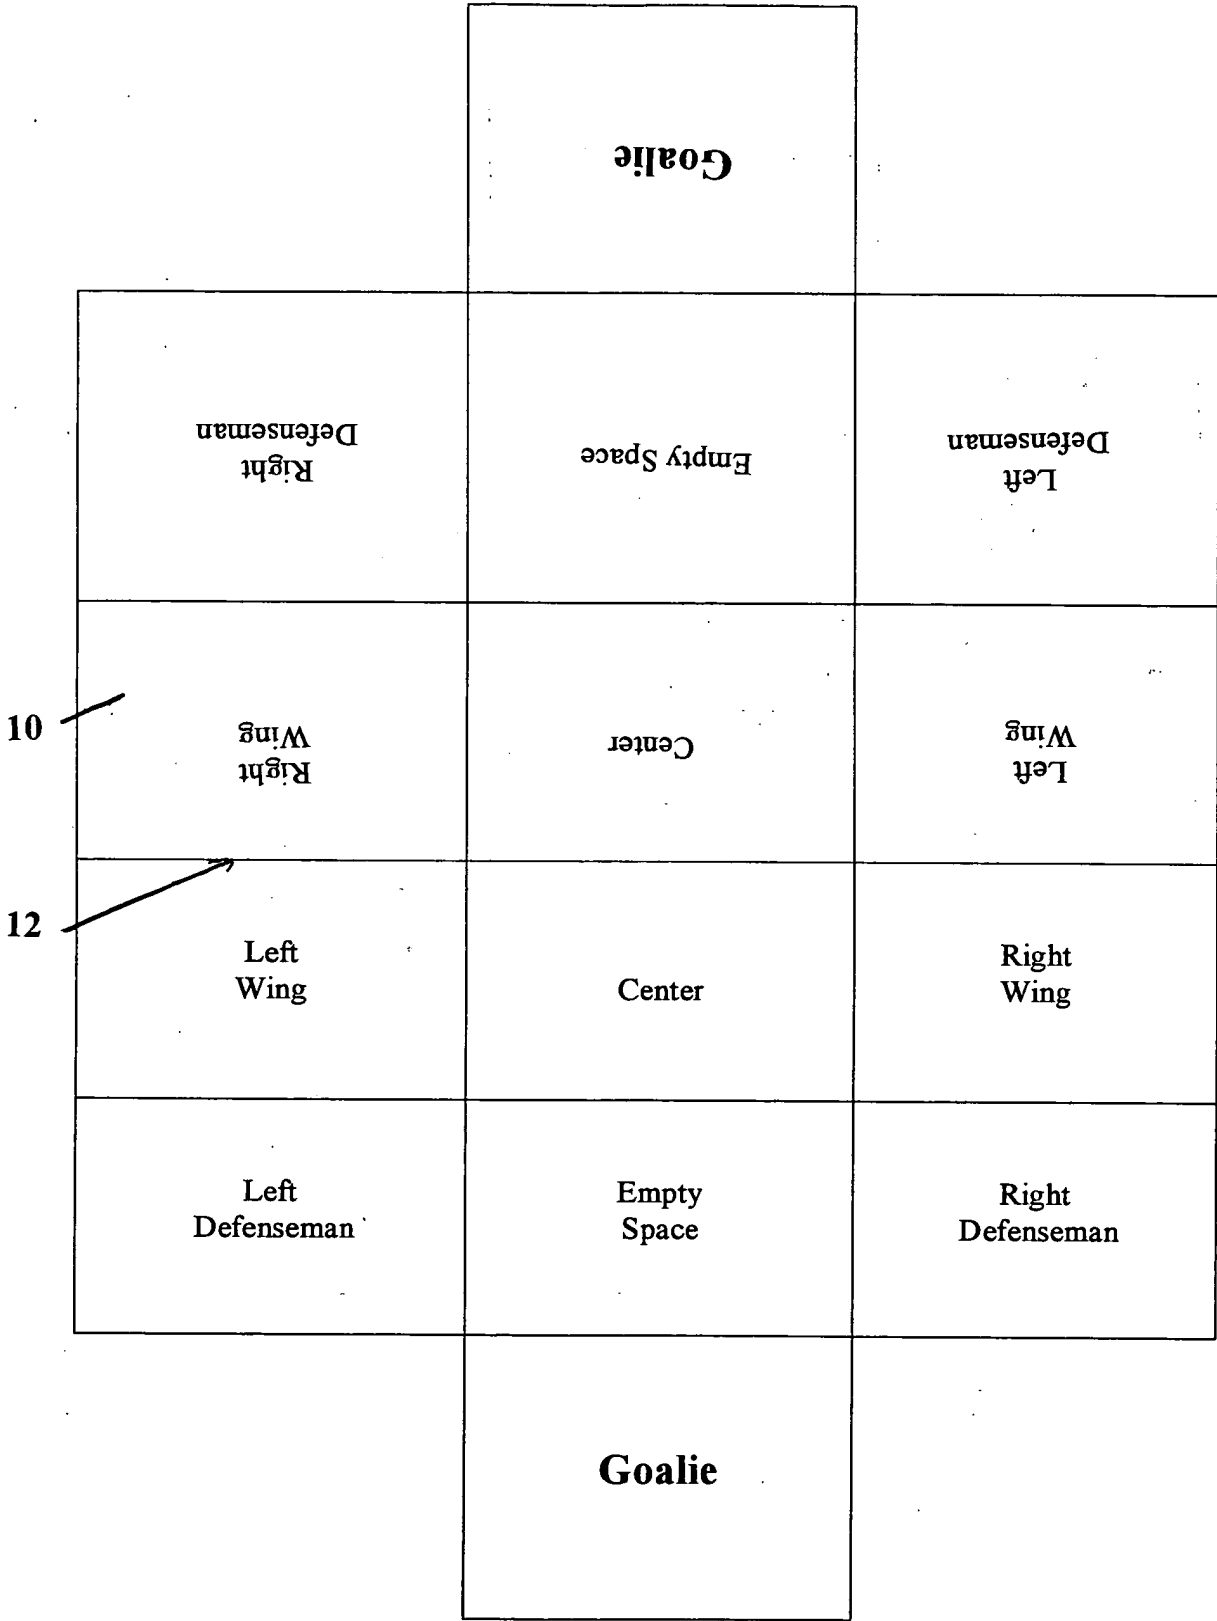 Goalie
Right
Defenseman
Empty Space
Left
Defenseman
10
Right
Wing
Center
Left
Wing
12
Left
Wing
Center
Right
Wing
Left
Defenseman
Empty
Space
Right
Defenseman
Goalie